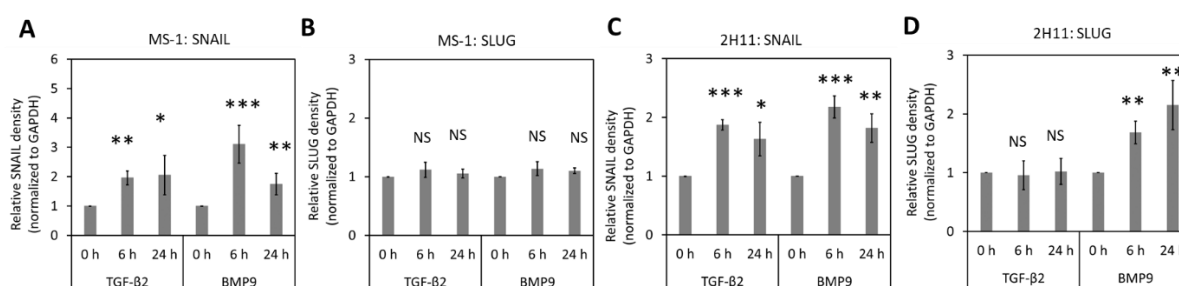 A
MS-1: SNAIL
Relative SNAIL density
(normalized to GAPDH)
6
5
4
3
2
1
0
** * *** **
0 h 6 h 24 h 0 h 6 h 24 h
TGF-β2 BMP9
B
MS-1: SLUG
Relative SLUG density
(normalized to GAPDH)
3
2
1
0
NS NS NS NS
0 h 6 h 24 h 0 h 6 h 24 h
TGF-β2 BMP9
C
2H11: SNAIL
Relative SNAIL density
(normalized to GAPDH)
3
2
1
0
*** * *** **
0 h 6 h 24 h 0 h 6 h 24 h
TGF-β2 BMP9
D
2H11: SLUG
Relative SLUG density
(normalized to GAPDH)
3
2
1
0
NS NS ** **
0 h 6 h 24 h 0 h 6 h 24 h
TGF-β2 BMP9